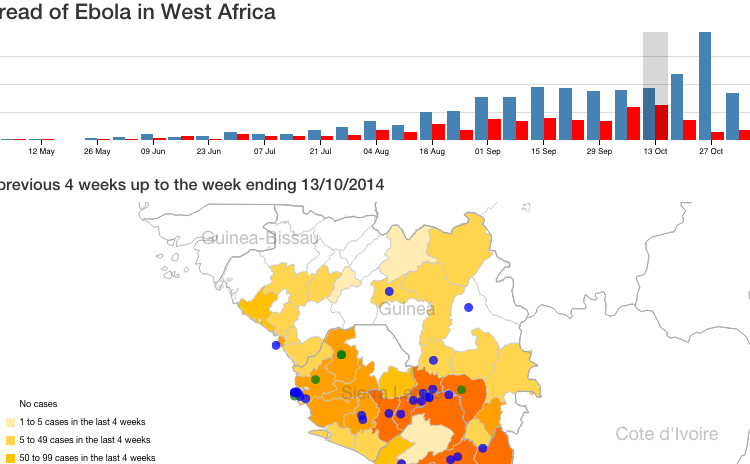 read of Ebola in West Africa
12 May 26 May 09 Jun 23 Jun 07 Jul 21 Jul 04 Aug 18 Aug 01 Sep 15 Sep 29 Sep 13 Oct 27 Oct
previous 4 weeks up to the week ending 13/10/2014
Guinea-Bissau
Guinea
Sierra Le
No cases
1 to 5 cases in the last 4 weeks
Cote d'Ivoire
5 to 49 cases in the last 4 weeks
50 to 99 cases in the last 4 weeks